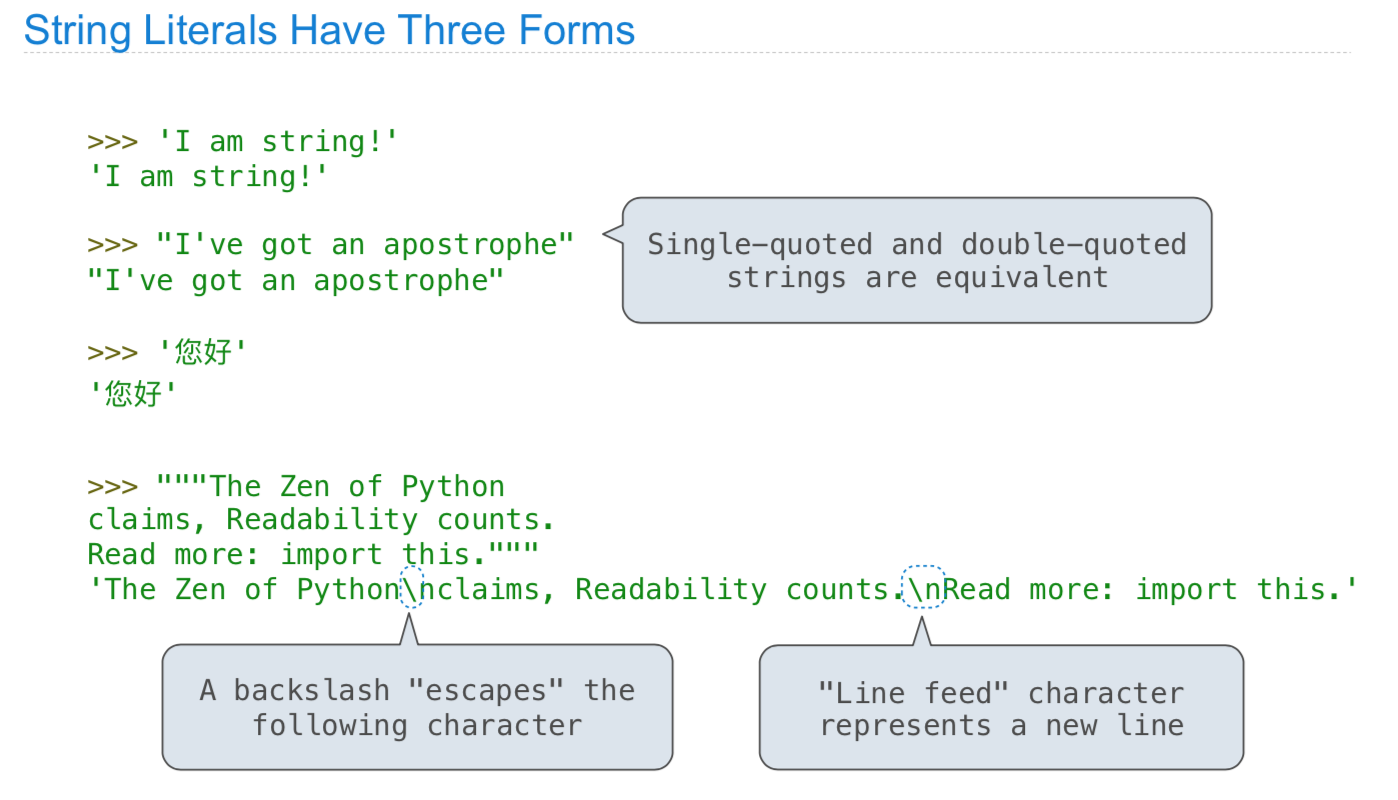 String Literals Have Three Forms
>>> 'I am string!'
'I am string!'
>>> "I've got an apostrophe"
"I've got an apostrophe"
Single-quoted and double-quoted
strings are equivalent
>>> '您好'
'您好'
>>> """The Zen of Python
claims, Readability counts.
Read more: import this."""
'The Zen of Python\nclaims, Readability counts.\nRead more: import this.'
A backslash "escapes" the
following character
"Line feed" character
represents a new line